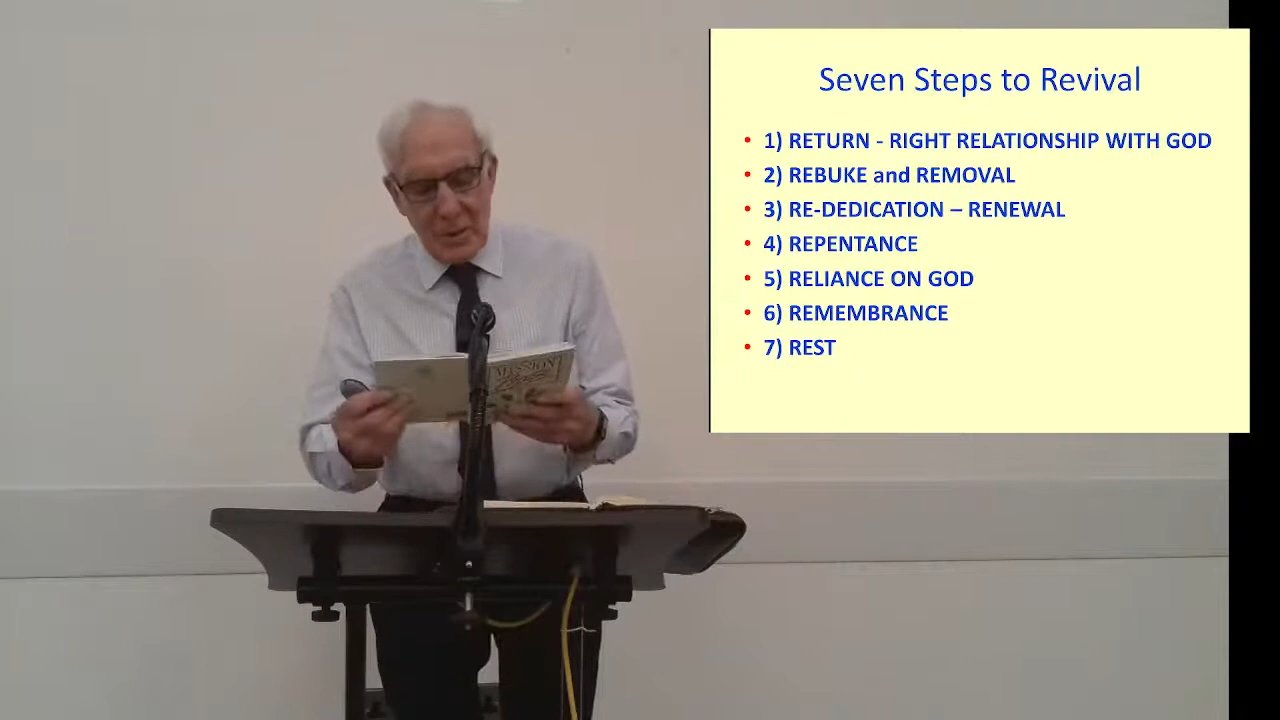 Seven Steps to Revival
• 1) RETURN - RIGHT RELATIONSHIP WITH GOD
• 2) REBUKE and REMOVAL
• 3) RE-DEDICATION – RENEWAL
• 4) REPENTANCE
• 5) RELIANCE ON GOD
• 6) REMEMBRANCE
• 7) REST
MISSION